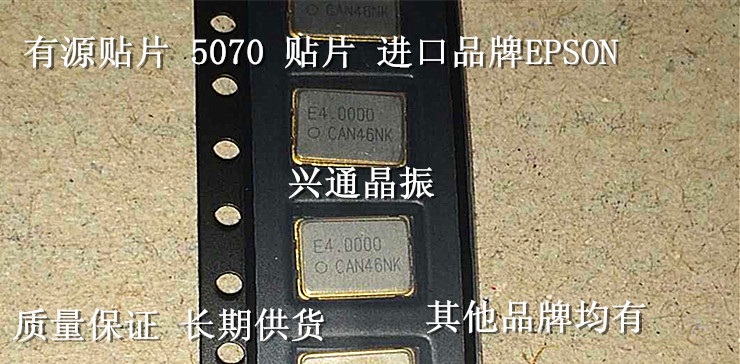 有源贴片 5070 贴片 进口品牌EPSON
CAN46NK
E4.0000
CAN46NK
兴通晶振
E4.0000
CAN46NK
质量保证 长期供货
其他品牌均有